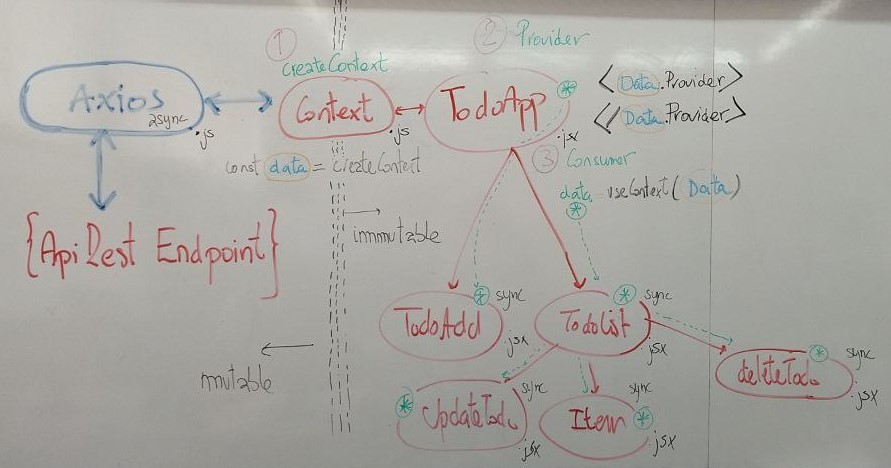 1
createContext
2 Provider
Axios
async
.js
Context
.js
TodoApp
*
.jsx
<Data.Provider>
</Data.Provider>
const data = createContext
3 Consumer
data useContext(Data)
*
{Api Rest Endpoint}
immutable
mutable
TodoAdd
* sync
.jsx
TodoList
* sync
.jsx
deleteTodo
* sync
.jsx
* UpdateTodo
sync
.jsx
Item
sync
*
.jsx